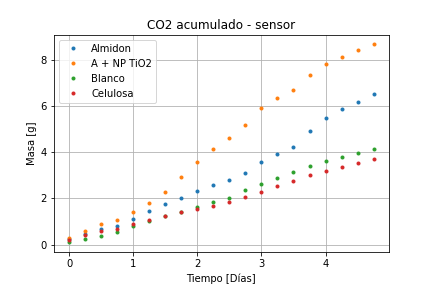 CO2 acumulado - sensor
Almidon
A + NP TiO2
Blanco
Celulosa
Masa [g]
8
6
4
2
0
0 1 2 3 4
Tiempo [Días]